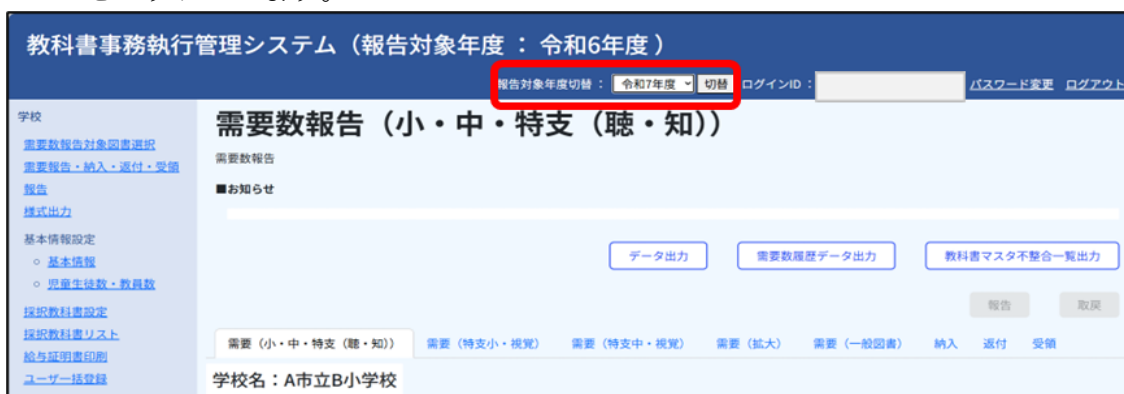 教科書事務執行管理システム（報告対象年度 ： 令和6年度 ）
報告対象年度切替 ： 令和7年度 切替 ログインID ： パスワード変更 ログアウト
学校
需要数報告対象図書選択
需要報告・納入・返付・受領
報告
様式出力
基本情報設定
基本情報
児童生徒数・教員数
採択教科書設定
採択教科書リスト
給与証明書印刷
ユーザ一括登録
需要数報告（小・中・特支（聴・知））
需要数報告
■お知らせ
データ出力 需要数履歴データ出力 教科書マスタ不整合一覧出力
報告 取戻
需要（小・中・特支（聴・知）） 需要（特支小・視覚） 需要（特支中・視覚） 需要（拡大） 需要（一般図書） 納入 返付 受領
学校名：A市立B小学校